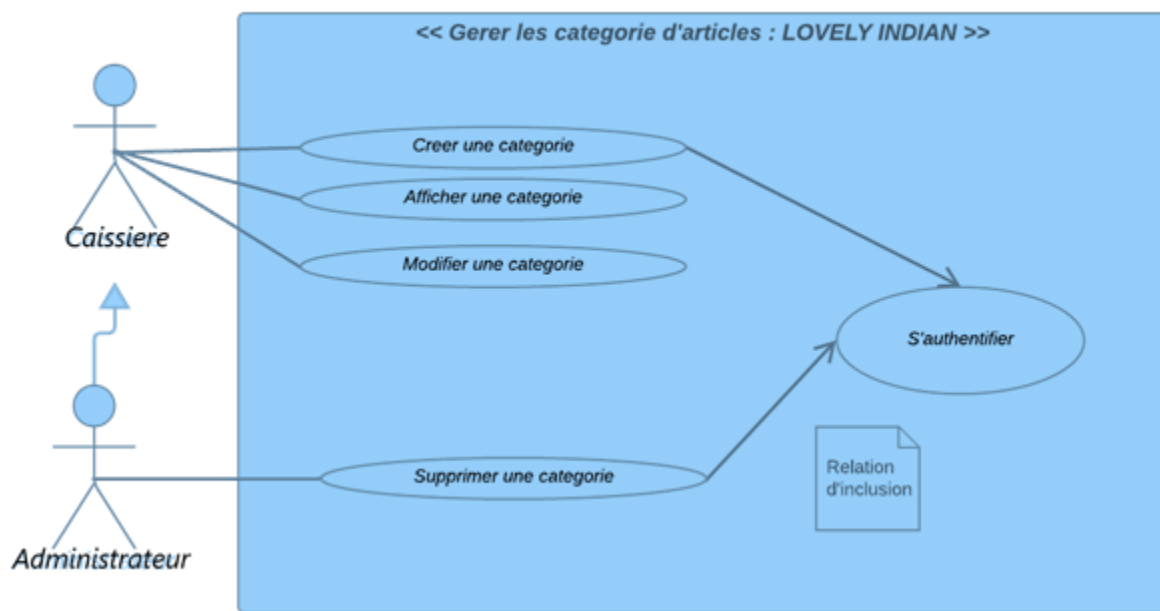 << Gerer les categorie d'articles : LOVELY INDIAN >>
Creer une categorie
Afficher une categorie
Caissiere
Modifier une categorie
S'authentifier
Relation
d'inclusion
Supprimer une categorie
Administrateur